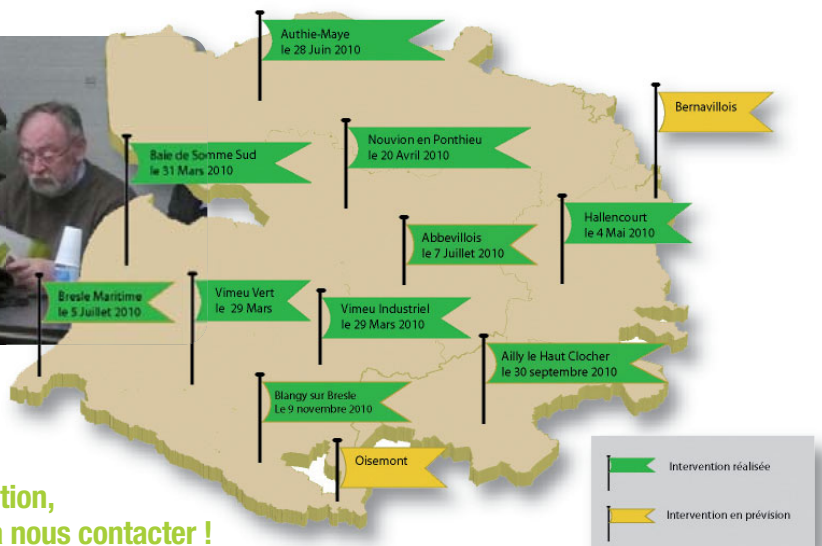 Authie-Maye
le 28 Juin 2010
Bernavillois
Nouvion en Ponthieu
le 20 Avril 2010
Baie de Somme Sud
le 31 Mars 2010
Hallencourt
le 4 Mai 2010
Abbevillois
le 7 Juillet 2010
Bresle Maritime
le 5 Juillet 2010
Vimeu Vert
le 29 Mars
Vimeu Industriel
le 29 Mars 2010
Ailly le Haut Clocher
le 30 septembre 2010
Blangy sur Bresle
Le 9 novembre 2010
Oisemont
Intervention réalisée
Intervention en prévision
tion,
nous contacter !